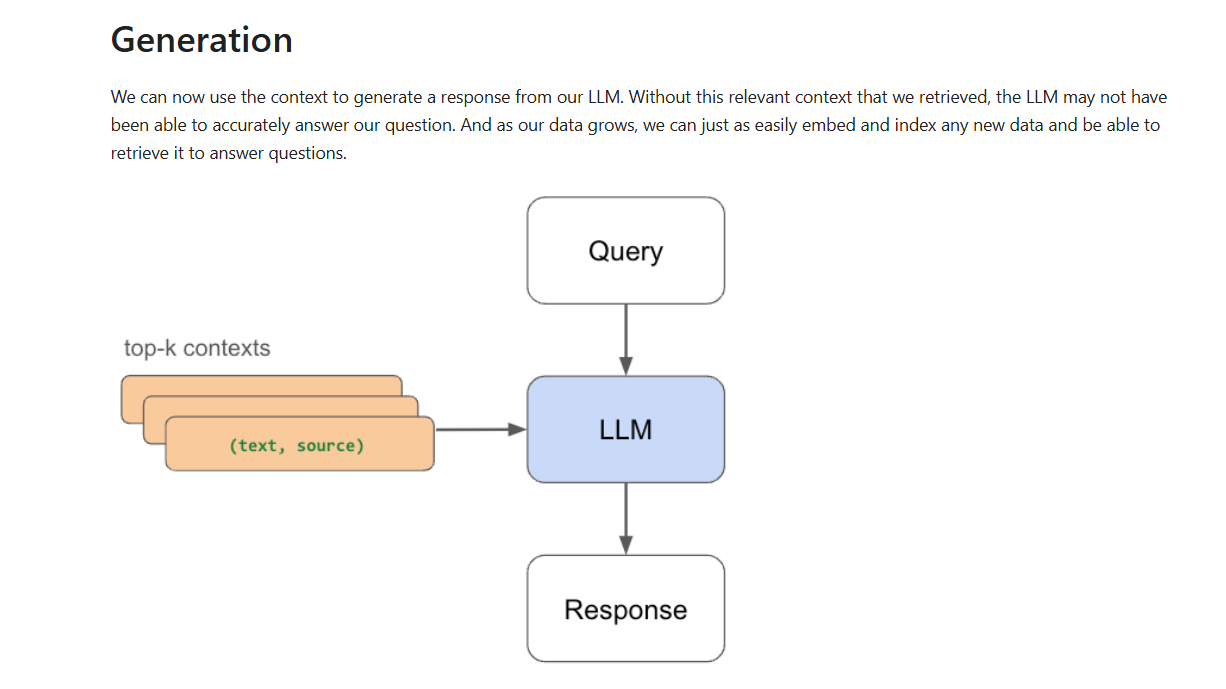 Generation
We can now use the context to generate a response from our LLM. Without this relevant context that we retrieved, the LLM may not have
been able to accurately answer our question. And as our data grows, we can just as easily embed and index any new data and be able to
retrieve it to answer questions.
Query
top-k contexts
(text, source)
LLM
Response